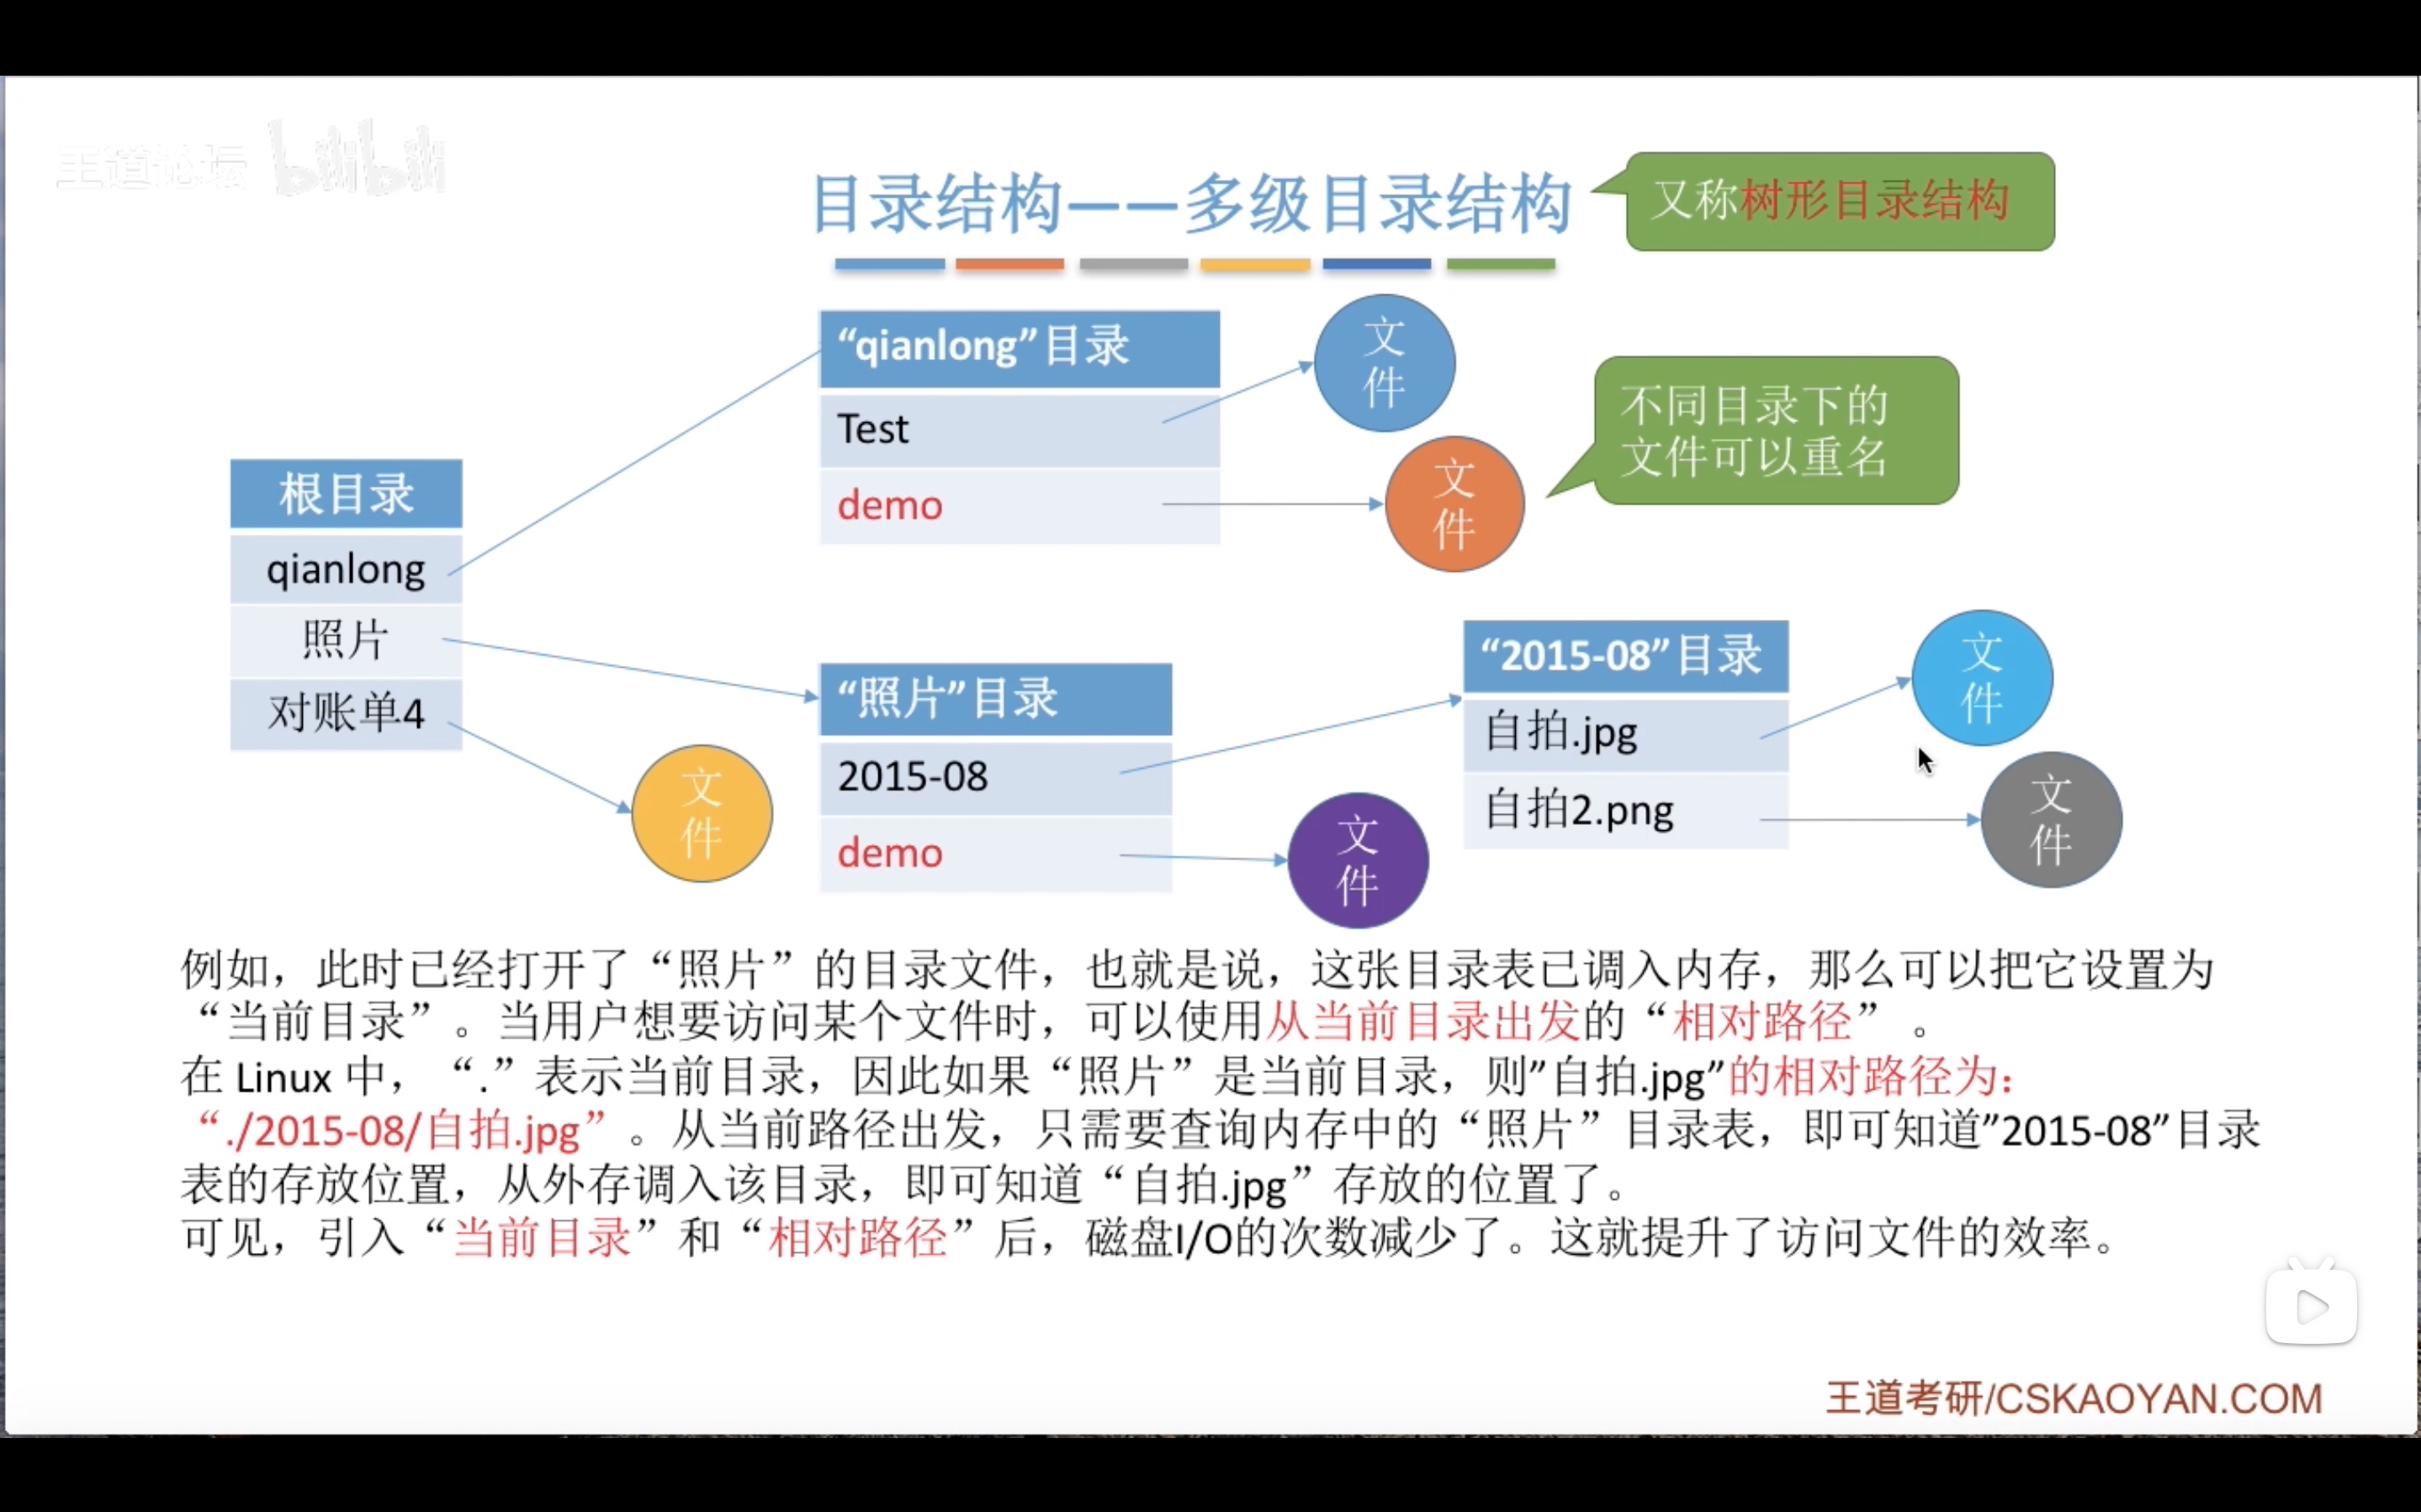 王道论坛 bilibili
目录结构——多级目录结构
又称树形目录结构
“qianlong”目录
Test
demo
文
件
文
件
不同目录下的
文件可以重名
根目录
qianlong
照片
对账单4
文
件
“照片”目录
2015-08
demo
文
件
“2015-08”目录
自拍.jpg
自拍2.png
文
件
文
件
例如，此时已经打开了“照片”的目录文件，也就是说，这张目录表已调入内存，那么可以把它设置为
“当前目录”。当用户想要访问某个文件时，可以使用从当前目录出发的“相对路径”。
在 Linux 中，“.”表示当前目录，因此如果“照片”是当前目录，则”自拍.jpg”的相对路径为：
“./2015-08/自拍.jpg”。从当前路径出发，只需要查询内存中的“照片”目录表，即可知道”2015-08”目录
表的存放位置，从外存调入该目录，即可知道“自拍.jpg”存放的位置了。
可见，引入“当前目录”和“相对路径”后，磁盘I/O的次数减少了。这就提升了访问文件的效率。
王道考研/CSKAOYAN.COM